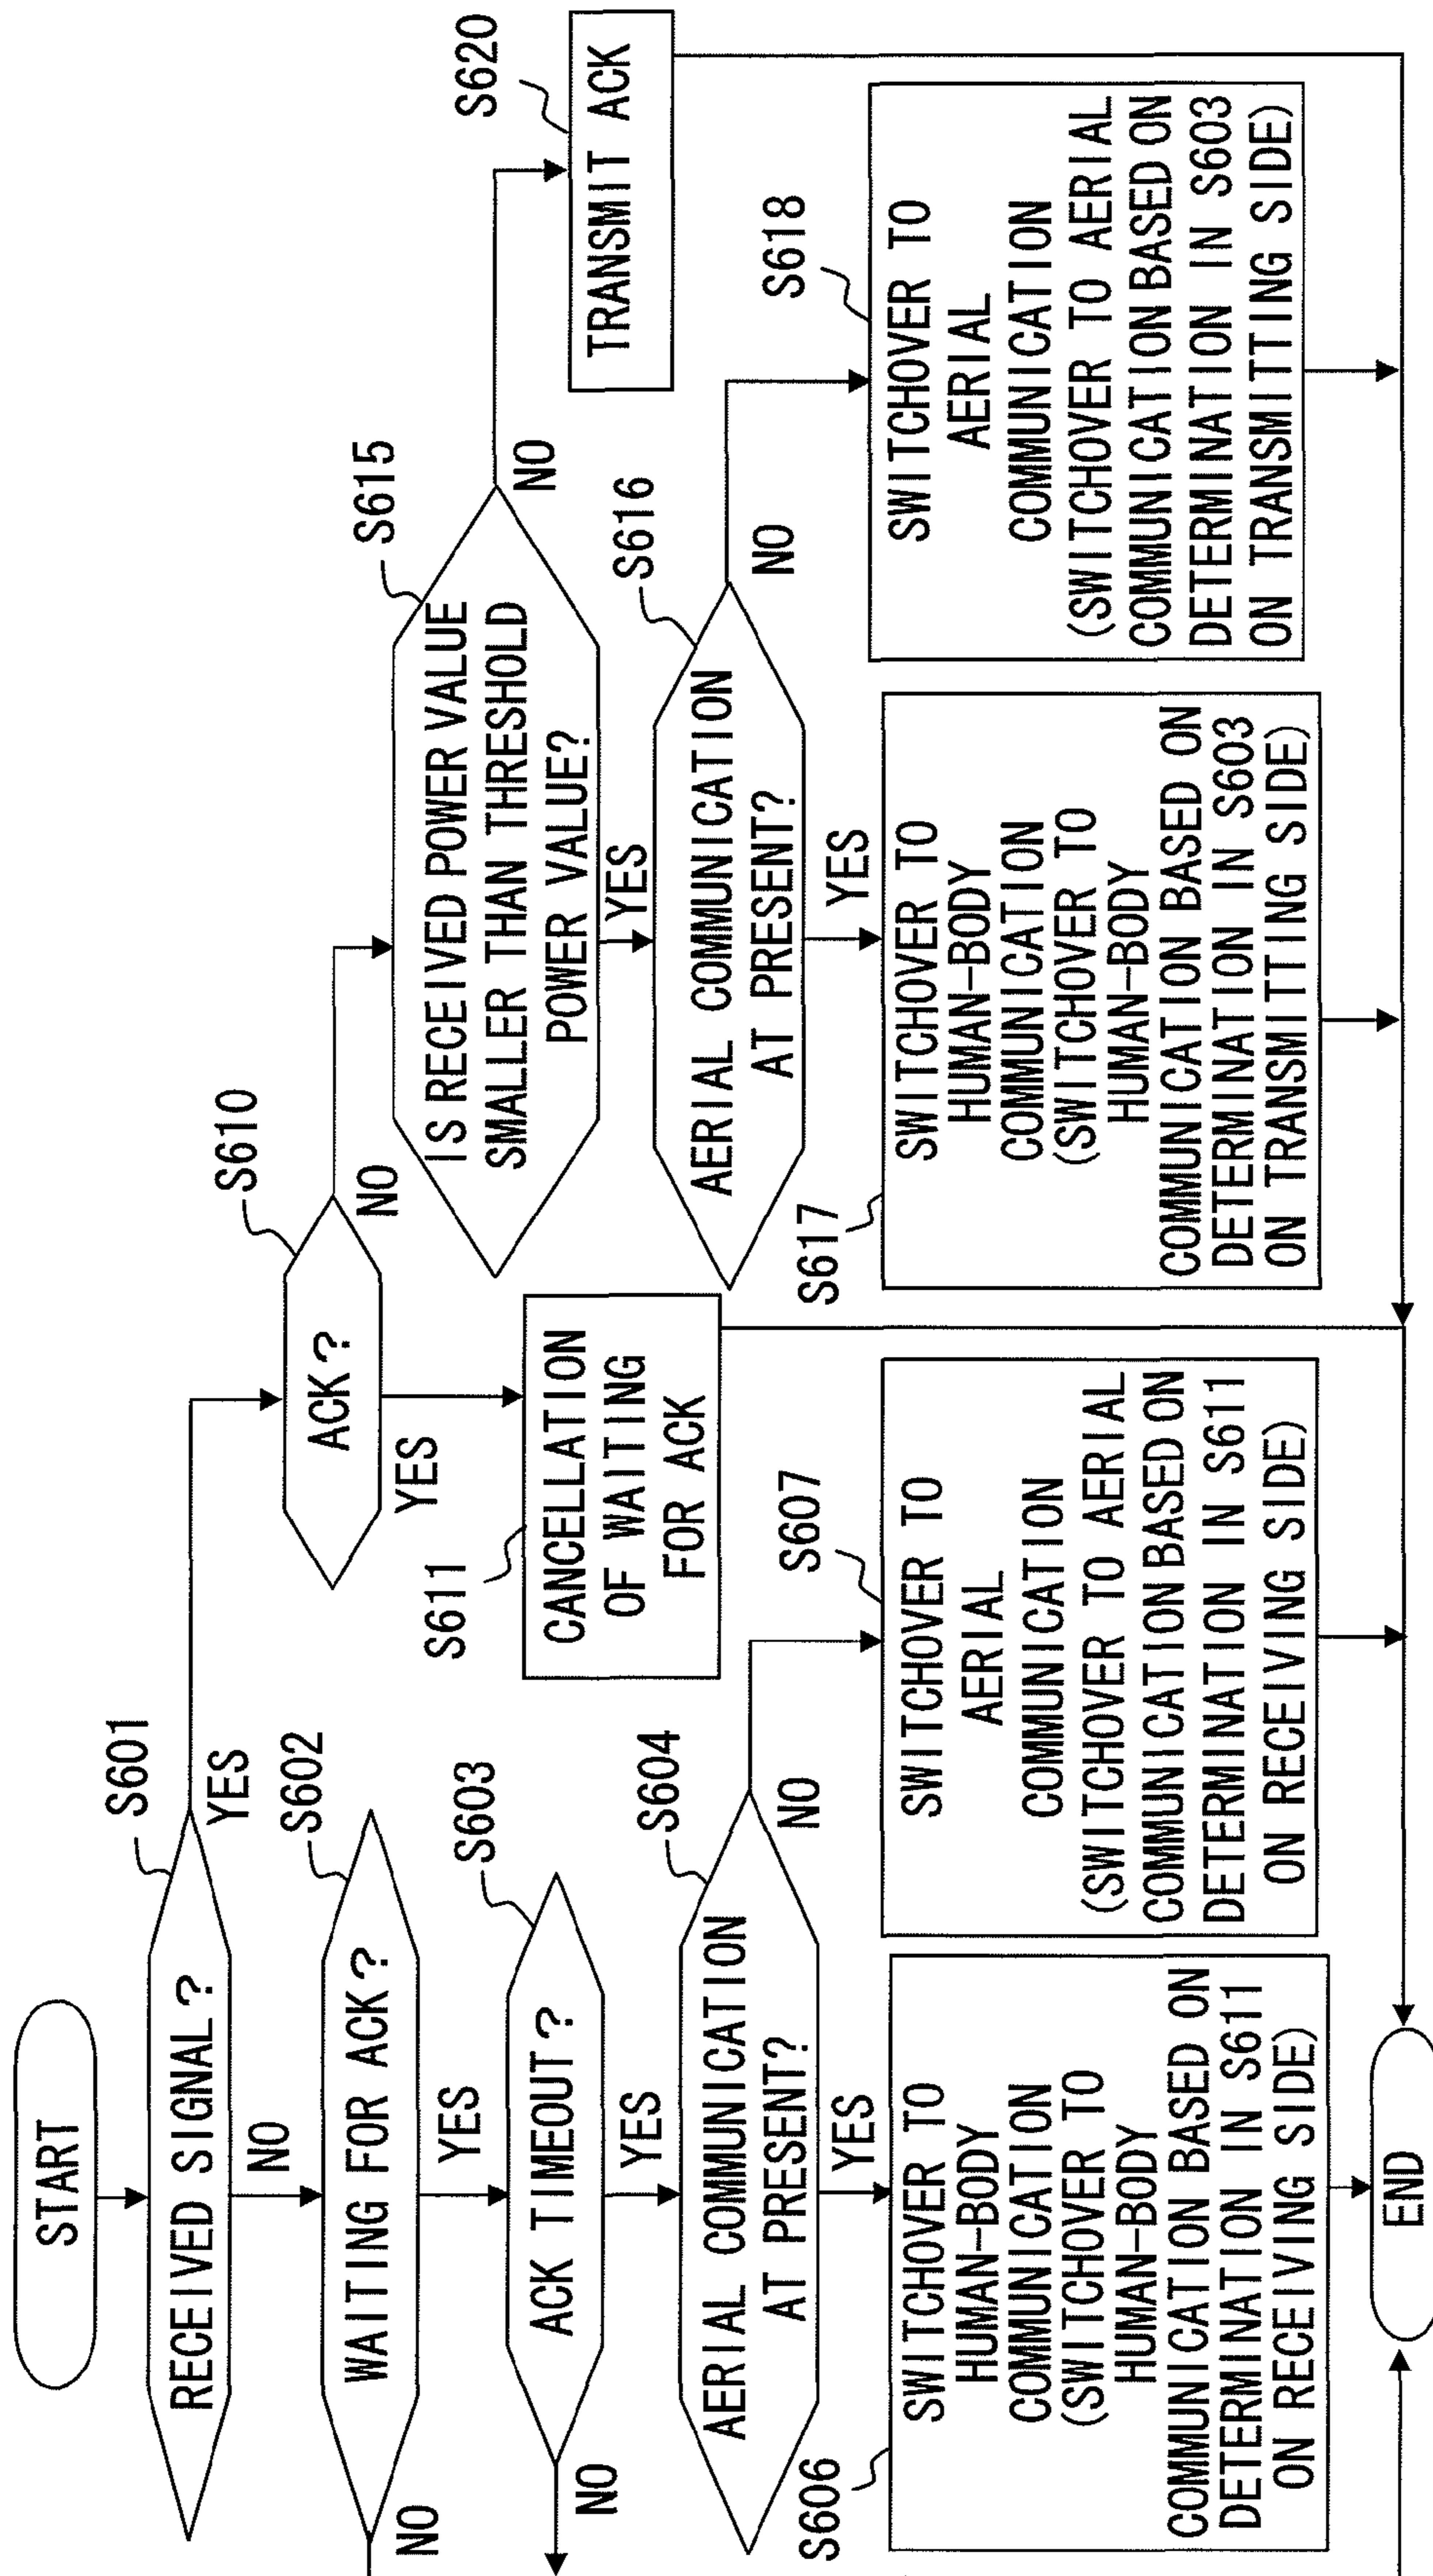 START
S601
RECEIVED SIGNAL?
YES
NO
S602
WAITING FOR ACK?
NO
YES
S603
ACK TIMEOUT?
NO
YES
S604
AERIAL COMMUNICATION
AT PRESENT?
NO
YES
S606
SWITCHOVER TO
HUMAN-BODY
COMMUNICATION
(SWITCHOVER TO
HUMAN-BODY
COMMUNICATION BASED ON
DETERMINATION IN S611
ON RECEIVING SIDE)
S607
SWITCHOVER TO
AERIAL
COMMUNICATION
(SWITCHOVER TO AERIAL
COMMUNICATION BASED ON
DETERMINATION IN S611
ON RECEIVING SIDE)
S610
ACK?
NO
YES
S611
CANCELLATION
OF WAITING
FOR ACK
S615
IS RECEIVED POWER VALUE
SMALLER THAN THRESHOLD
POWER VALUE?
NO
YES
S616
AERIAL COMMUNICATION
AT PRESENT?
NO
YES
S617
SWITCHOVER TO
HUMAN-BODY
COMMUNICATION
(SWITCHOVER TO
HUMAN-BODY
COMMUNICATION BASED ON
DETERMINATION IN S603
ON TRANSMITTING SIDE)
S618
SWITCHOVER TO
AERIAL
COMMUNICATION
(SWITCHOVER TO AERIAL
COMMUNICATION BASED ON
DETERMINATION IN S603
ON TRANSMITTING SIDE)
S620
TRANSMIT ACK
END